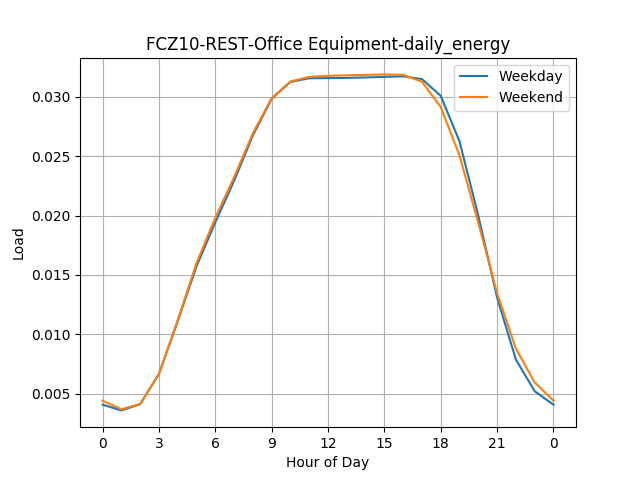 FCZ10-REST-Office Equipment-daily_energy
Weekday
Weekend
0.030
0.025
0.020
0.015
0.010
0.005
Load
0 3 6 9 12 15 18 21 0
Hour of Day